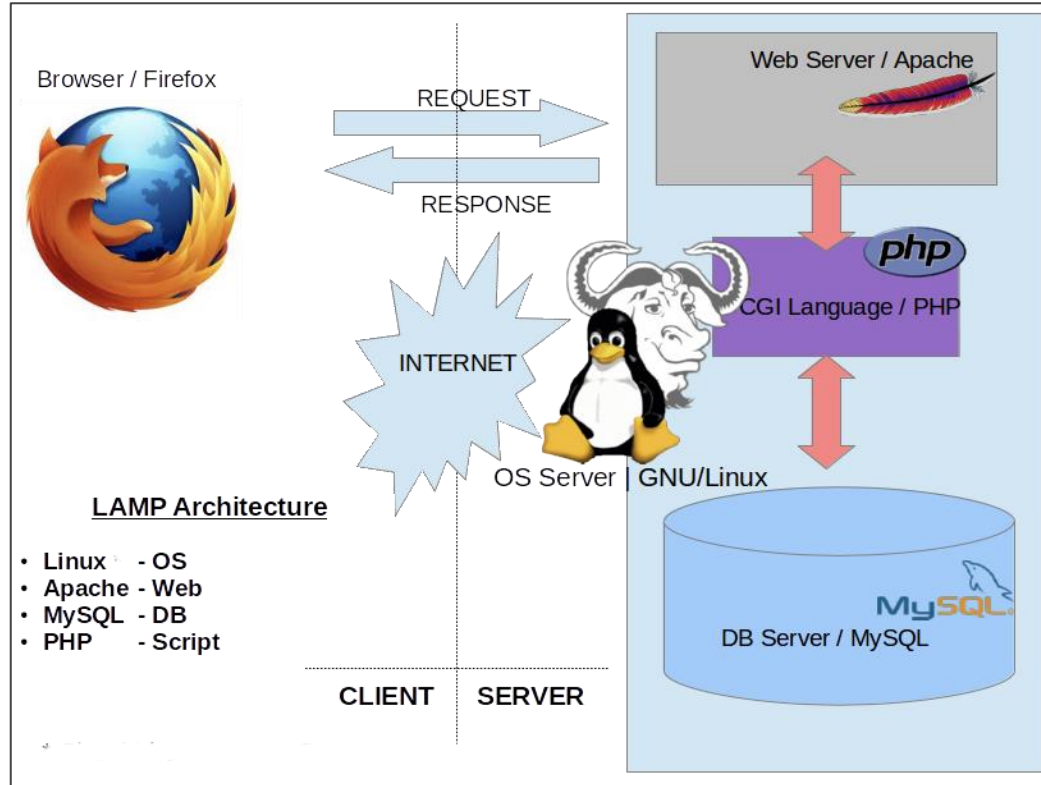 Browser / Firefox
REQUEST
RESPONSE
Web Server / Apache
php
CGI Language / PHP
INTERNET
OS Server | GNU/Linux
MySQL
DB Server / MySQL
LAMP Architecture
• Linux - OS
• Apache - Web
• MySQL - DB
• PHP - Script
CLIENT SERVER